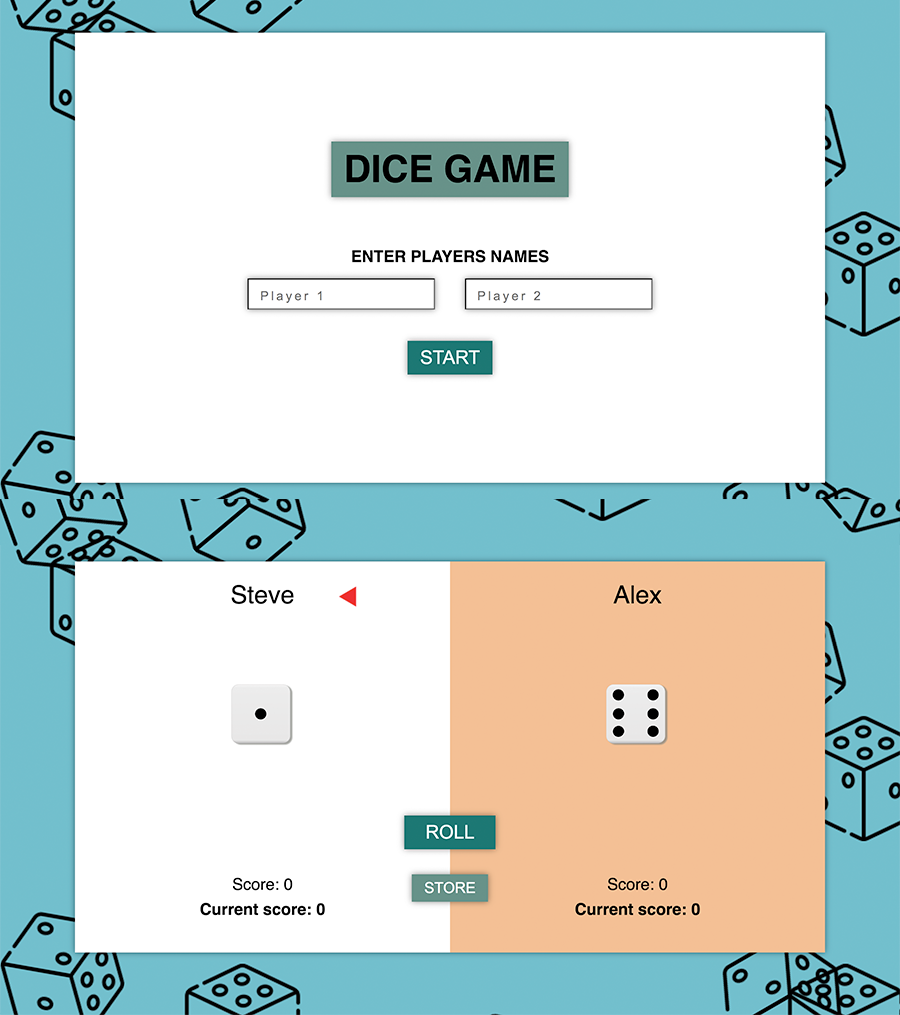 DICE GAME
ENTER PLAYERS NAMES
Player 1
Player 2
START
Steve
Alex
ROLL
STORE
Score: 0
Current score: 0
Score: 0
Current score: 0